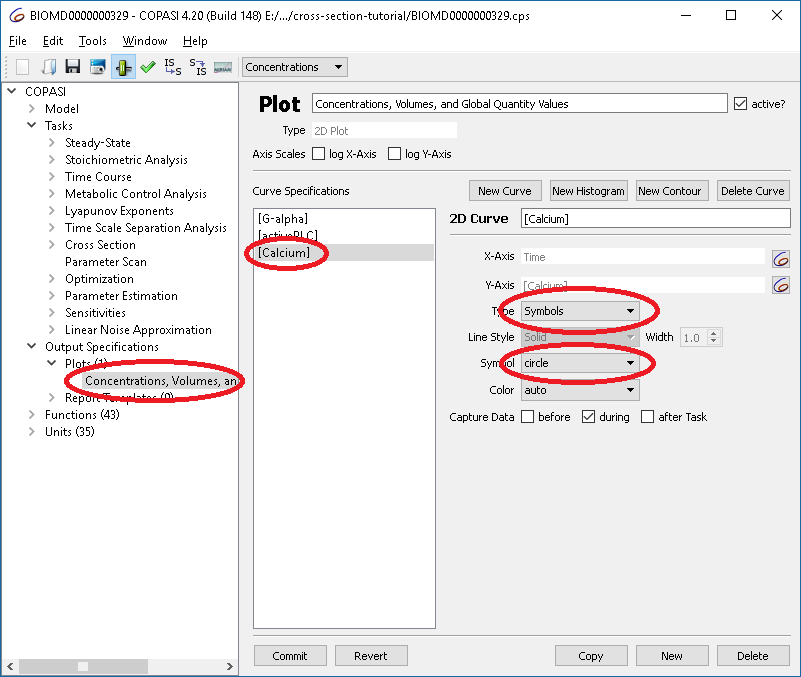 BIOMD0000000329 - COPASI 4.20 (Build 148) E:/.../cross-section-tutorial/BIOMD0000000329.cps
File Edit Tools Window Help
IS S S IS Concentrations
COPASI
Model
Tasks
Steady-State
Stoichiometric Analysis
Time Course
Metabolic Control Analysis
Lyapunov Exponents
Time Scale Separation Analysis
Cross Section
Parameter Scan
Optimization
Parameter Estimation
Sensitivities
Linear Noise Approximation
Output Specifications
Plots (1)
Concentrations, Volumes, an
Report Templates (0)
Functions (43)
Units (35)
Plot Concentrations, Volumes, and Global Quantity Values active?
Type 2D Plot
Axis Scales log X-Axis log Y-Axis
Curve Specifications New Curve New Histogram New Contour Delete Curve
[G-alpha]
[activePLC]
[Calcium]
2D Curve [Calcium]
X-Axis Time
Y-Axis [Calcium]
Type Symbols
Line Style Solid Width 1.0
Symbol circle
Color auto
Capture Data before during after Task
Commit Revert Copy New Delete